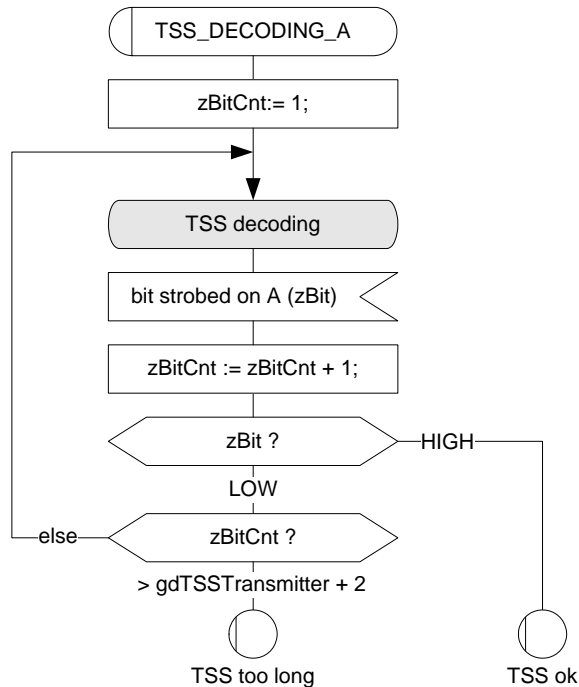 TSS_DECODING_A
zBitCnt:= 1;
TSS decoding
bit strobed on A (zBit)
zBitCnt := zBitCnt + 1;
zBit ?
HIGH
LOW
else
zBitCnt ?
> gdTSSTransmitter + 2
TSS too long
TSS ok